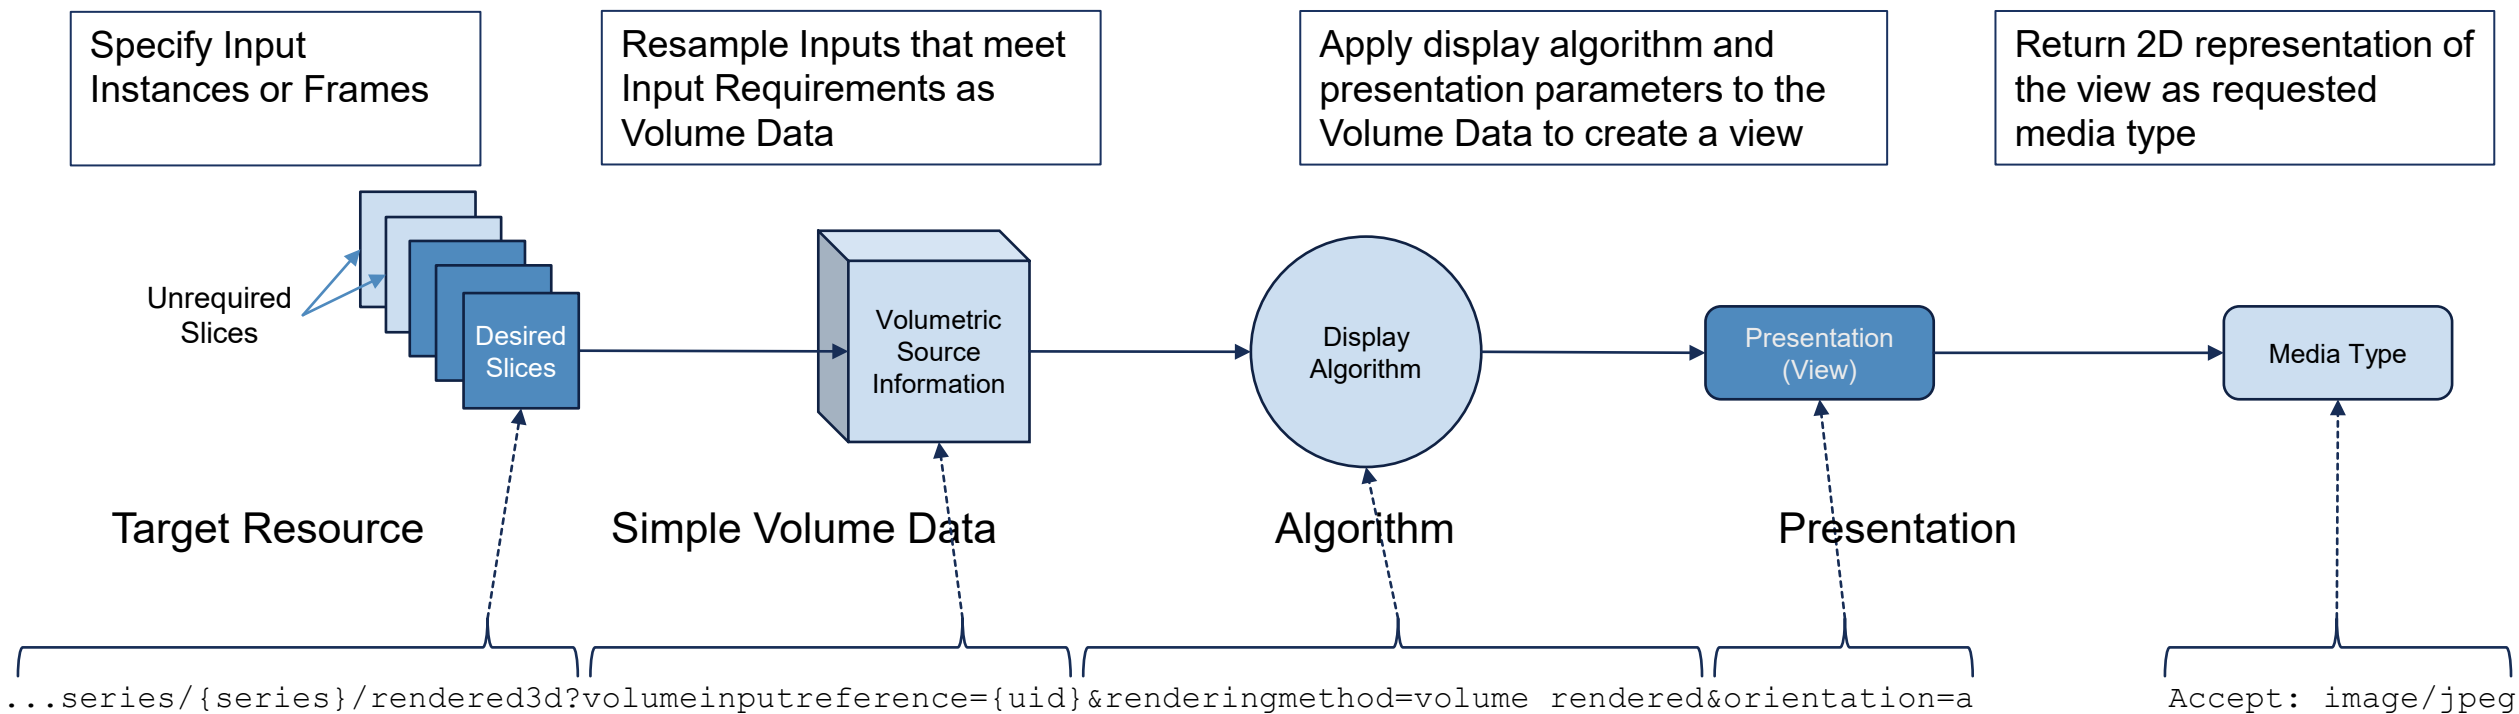 Specify Input
Instances or Frames
Resample Inputs that meet
Input Requirements as
Volume Data
Apply display algorithm and
presentation parameters to the
Volume Data to create a view
Return 2D representation of
the view as requested
media type
Unrequired
Slices
Desired
Slices
Volumetric
Source
Information
Display
Algorithm
Presentation
(View)
Media Type
Target Resource
Simple Volume Data
Algorithm
Presentation
...series/{series}/rendered3d?volumeinputreference={uid}&renderingmethod=volume rendered&orientation=a
Accept: image/jpeg